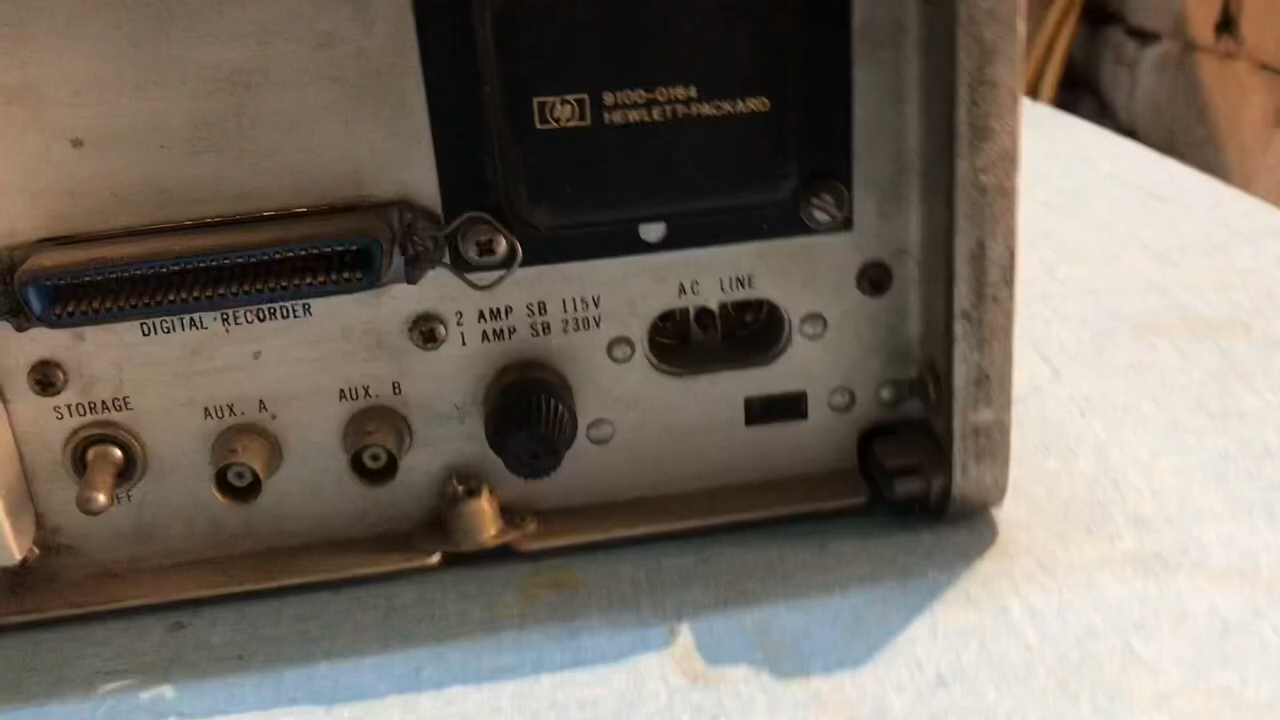 hp
9100-0184
HEWLETT-PACKARD
DIGITAL RECORDER
2 AMP SB 115V
1 AMP SB 230V
AC LINE
STORAGE
AUX. A
AUX. B